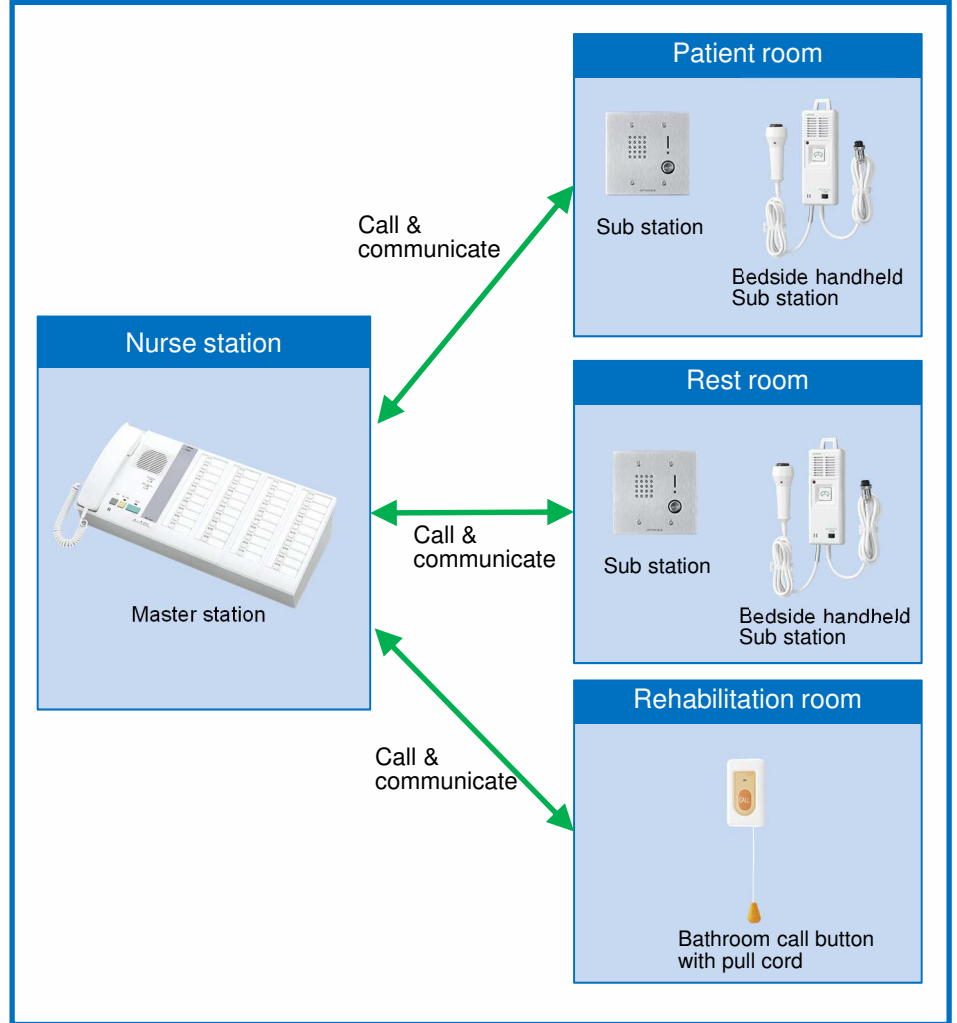 Patient room
Sub station
Bedside handheld
Sub station
Call &
communicate
Nurse station
Master station
Rest room
Sub station
Bedside handheld
Sub station
Call &
communicate
Rehabilitation room
CALL
Bathroom call button
with pull cord
Call &
communicate